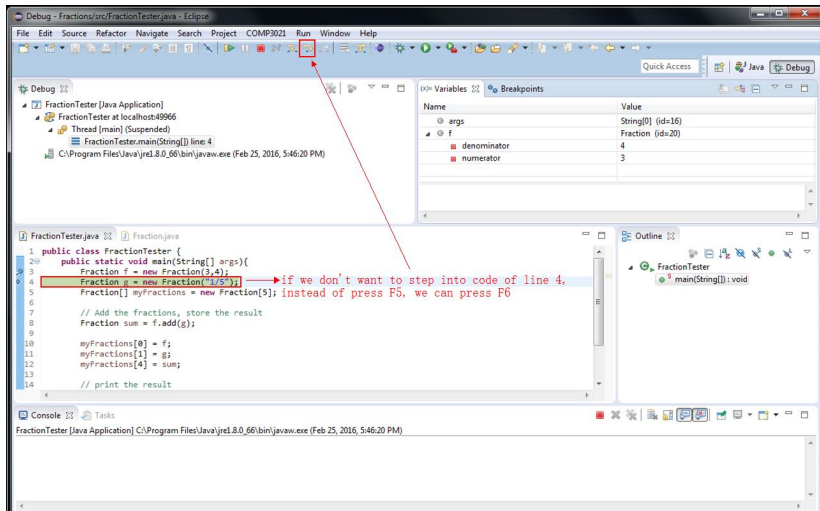 Debug - Fractions/src/FractionTester.java - Eclipse
File Edit Source Refactor Navigate Search Project COMP3021 Run Window Help
Quick Access Java Debug
Debug
FractionTester [Java Application]
FractionTester at localhost:49966
Thread [main] (Suspended)
FractionTester.main(String[]) line: 4
C:\Program Files\Java\jre1.8.0_66\bin\javaw.exe (Feb 25, 2016, 5:46:20 PM)
(x)= Variables Breakpoints
Name Value
args String[0] (id=16)
f Fraction (id=20)
denominator 4
numerator 3
FractionTester.java Fraction.java
1 public class FractionTester {
2 public static void main(String[] args){
3 Fraction f = new Fraction(3,4);
4 Fraction g = new Fraction("1/5");
5 Fraction[] myFractions = new Fraction[5];
6
7 // Add the fractions, store the result
8 Fraction sum = f.add(g);
9
10 myFractions[0] = f;
11 myFractions[1] = g;
12 myFractions[4] = sum;
13
14 // print the result
if we don't want to step into code of line 4,
instead of press F5, we can press F6
Outline
FractionTester
main(String[]) : void
Console Tasks
FractionTester [Java Application] C:\Program Files\Java\jre1.8.0_66\bin\javaw.exe (Feb 25, 2016, 5:46:20 PM)